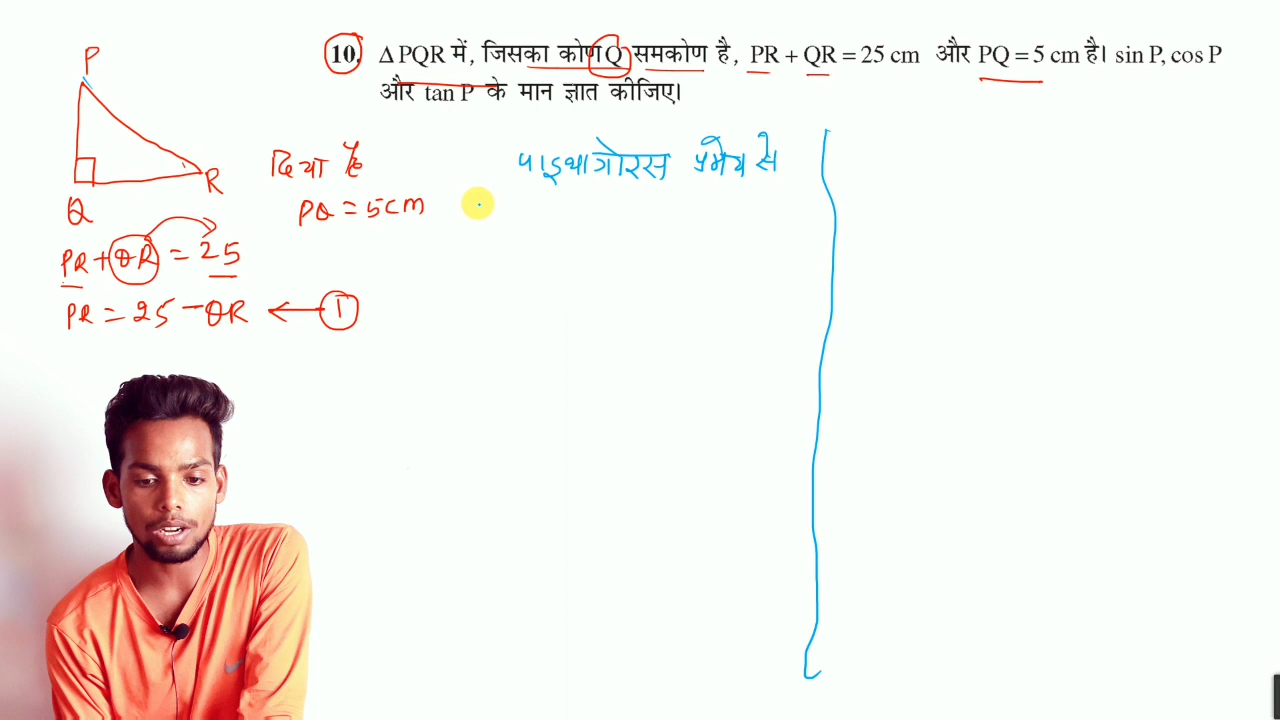 10. Δ PQR में, जिसका कोण Q समकोण है, PR + QR = 25 cm और PQ = 5 cm है। sin P, cos P
और tan P के मान ज्ञात कीजिए।
P
Q
R
दिया है
PQ = 5cm
PR + QR = 25
PR = 25 - QR ← 1
पाइथागोरस प्रमेय से